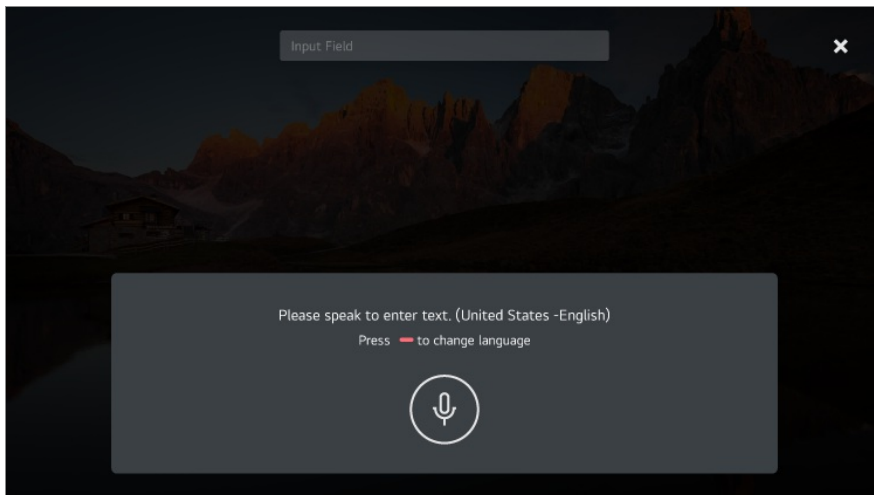 Input Field
Please speak to enter text. (United States -English)
Press to change language